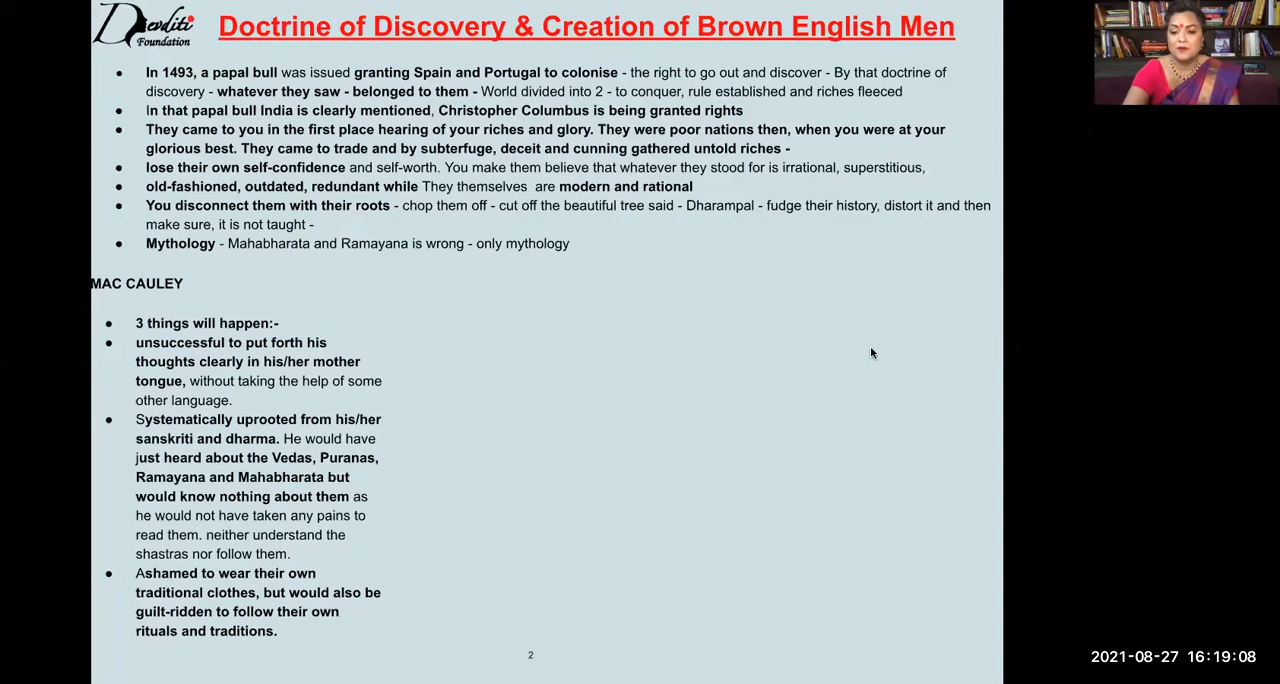 Devditi
Foundation
Doctrine of Discovery & Creation of Brown English Men
● In 1493, a papal bull was issued granting Spain and Portugal to colonise - the right to go out and discover - By that doctrine of
discovery - whatever they saw - belonged to them - World divided into 2 - to conquer, rule established and riches fleeced
● In that papal bull India is clearly mentioned, Christopher Columbus is being granted rights
● They came to you in the first place hearing of your riches and glory. They were poor nations then, when you were at your
glorious best. They came to trade and by subterfuge, deceit and cunning gathered untold riches -
● lose their own self-confidence and self-worth. You make them believe that whatever they stood for is irrational, superstitious,
● old-fashioned, outdated, redundant while They themselves are modern and rational
● You disconnect them with their roots - chop them off - cut off the beautiful tree said - Dharampal - fudge their history, distort it and then
make sure, it is not taught -
● Mythology - Mahabharata and Ramayana is wrong - only mythology
MAC CAULEY
● 3 things will happen:-
● unsuccessful to put forth his
thoughts clearly in his/her mother
tongue, without taking the help of some
other language.
● Systematically uprooted from his/her
sanskriti and dharma. He would have
just heard about the Vedas, Puranas,
Ramayana and Mahabharata but
would know nothing about them as
he would not have taken any pains to
read them. neither understand the
shastras nor follow them.
● Ashamed to wear their own
traditional clothes, but would also be
guilt-ridden to follow their own
rituals and traditions.
2
2021-08-27 16:19:08